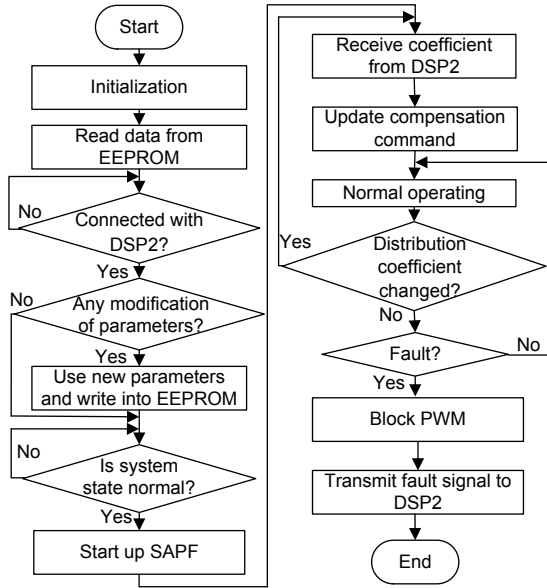 Start
Initialization
Read data from
EEPROM
No
Connected with
DSP2?
Yes
No
Any modification
of parameters?
Yes
Use new parameters
and write into EEPROM
No
Is system
state normal?
Yes
Start up SAPF
Receive coefficient
from DSP2
Update compensation
command
Normal operating
Yes
Distribution
coefficient
changed?
No
Fault?
No
Yes
Block PWM
Transmit fault signal to
DSP2
End